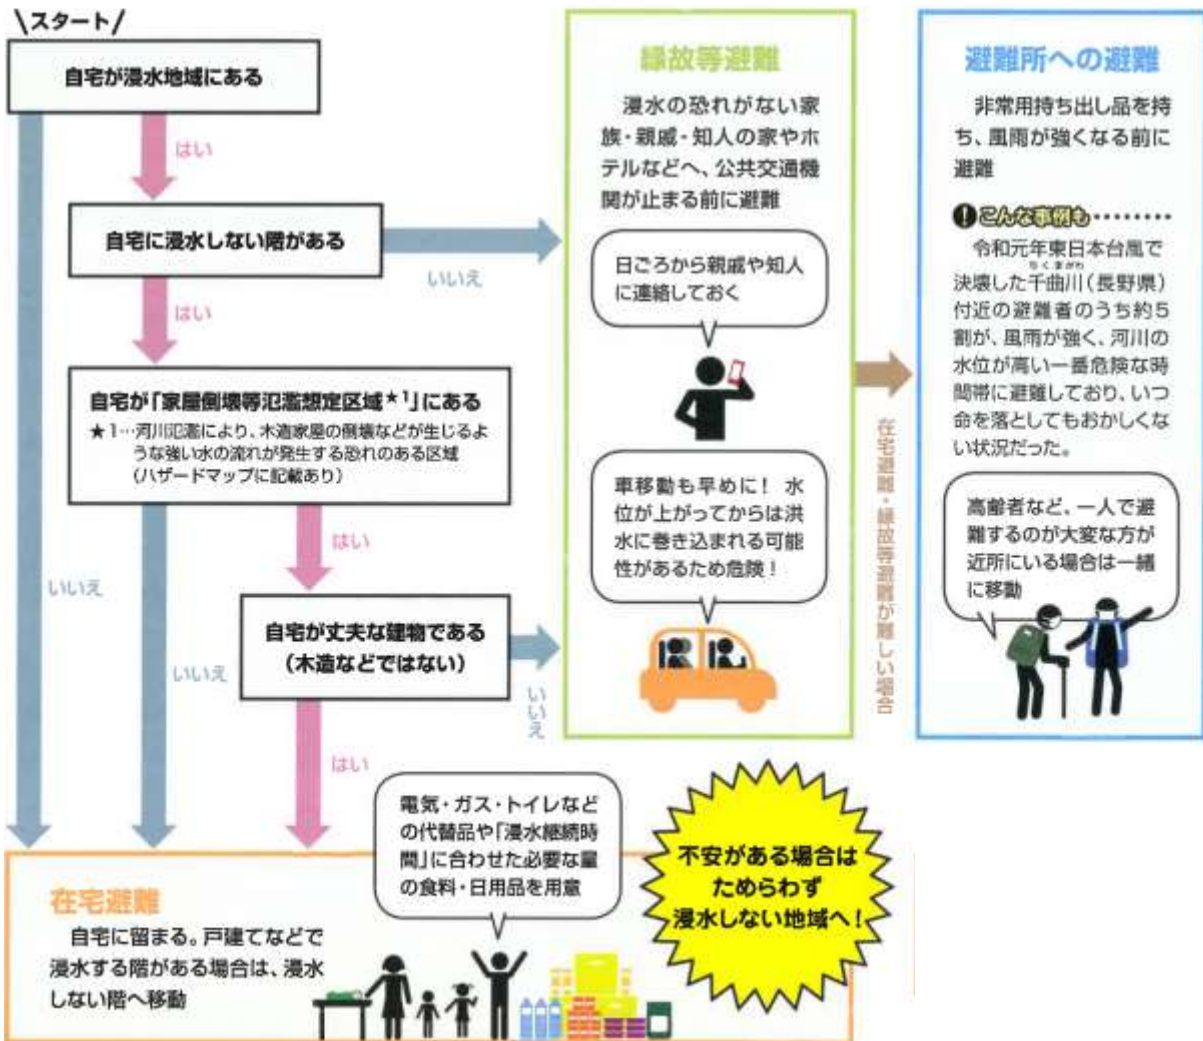 \スタート/
自宅が浸水地域にある
はい
自宅に浸水しない階がある
いいえ
はい
自宅が「家屋倒壊等氾濫想定区域★1」にある
★1…河川氾濫により、木造家屋の倒壊などが生じるよ
うな強い水の流れが発生する恐れのある区域
(ハザードマップに記載あり)
はい
いいえ
いいえ
自宅が丈夫な建物である
(木造などではない)
いいえ
はい
縁故等避難
浸水の恐れがない家
族・親戚・知人の家やホ
テルなどへ、公共交通機
関が止まる前に避難
日ごろから親戚や知人
に連絡しておく
車移動も早めに! 水
位が上がってからは洪
水に巻き込まれる可能
性があるため危険!
在宅避難・縁故等避難が難しい場合
避難所への避難
非常用持ち出し品を持
ち、風雨が強くなる前に
避難
!こんな事例も………
令和元年東日本台風で
ちくまがわ
決壊した千曲川(長野県)
付近の避難者のうち約5
割が、風雨が強く、河川の
水位が高い一番危険な時
間帯に避難しており、いつ
命を落としてもおかしくな
い状況だった。
高齢者など、一人で避
難するのが大変な方が
近所にいる場合は一緒
に移動
在宅避難
自宅に留まる。戸建てなどで
浸水する階がある場合は、浸水
しない階へ移動
電気・ガス・トイレなど
の代替品や「浸水継続時
間」に合わせた必要な量
の食料・日用品を用意
不安がある場合は
ためらわず
浸水しない地域へ!